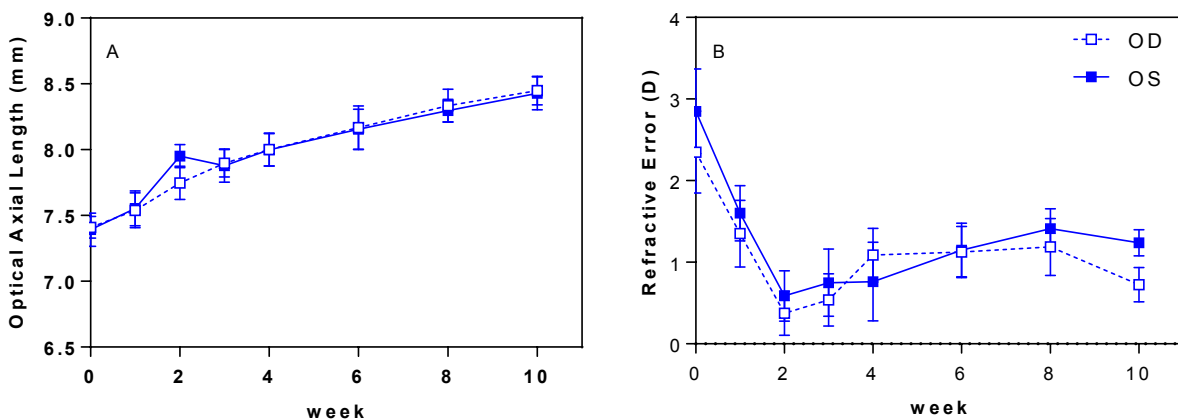 A
Optical Axial Length (mm)
9.0
8.5
8.0
7.5
7.0
6.5
0 2 4 6 8 10
week
B
OD
OS
Refractive Error (D)
4
3
2
1
0
0 2 4 6 8 10
week